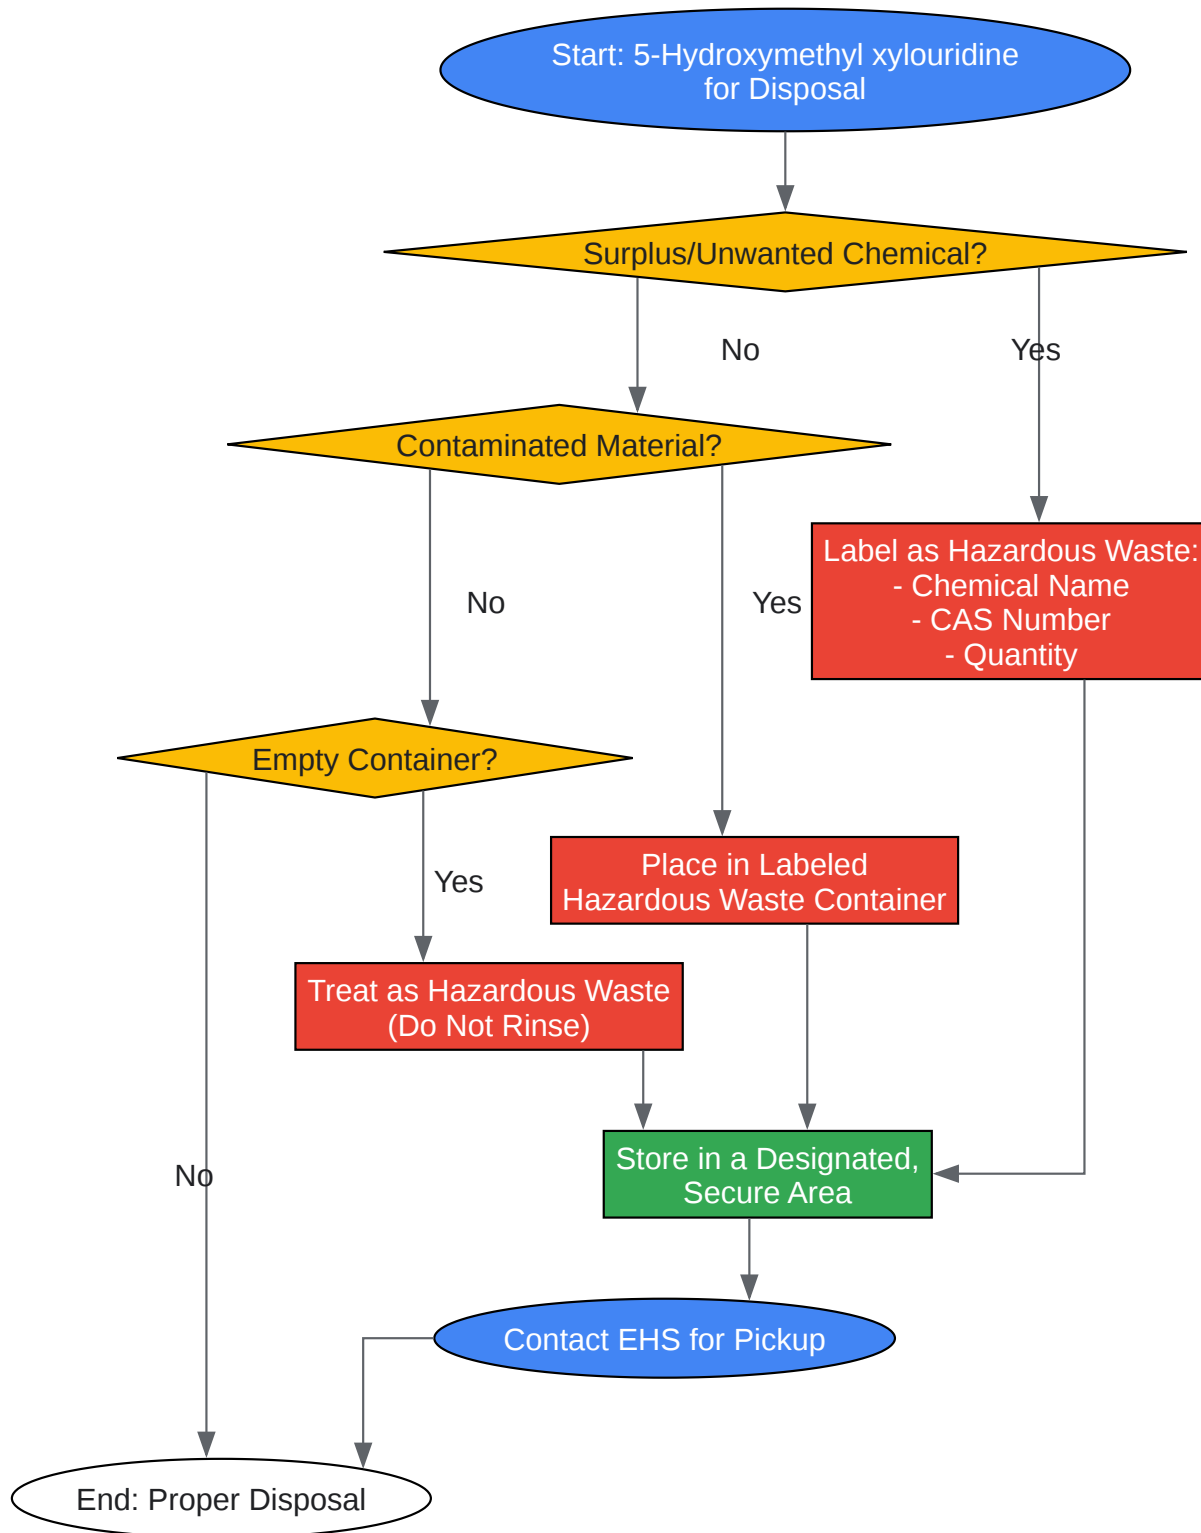 Start: 5-Hydroxymethyl xylouridine
for Disposal
Surplus/Unwanted Chemical?
No
Yes
Contaminated Material?
Label as Hazardous Waste:
- Chemical Name
- CAS Number
- Quantity
No
Yes
Empty Container?
Place in Labeled
Hazardous Waste Container
Yes
Treat as Hazardous Waste
(Do Not Rinse)
Store in a Designated,
Secure Area
No
Contact EHS for Pickup
End: Proper Disposal